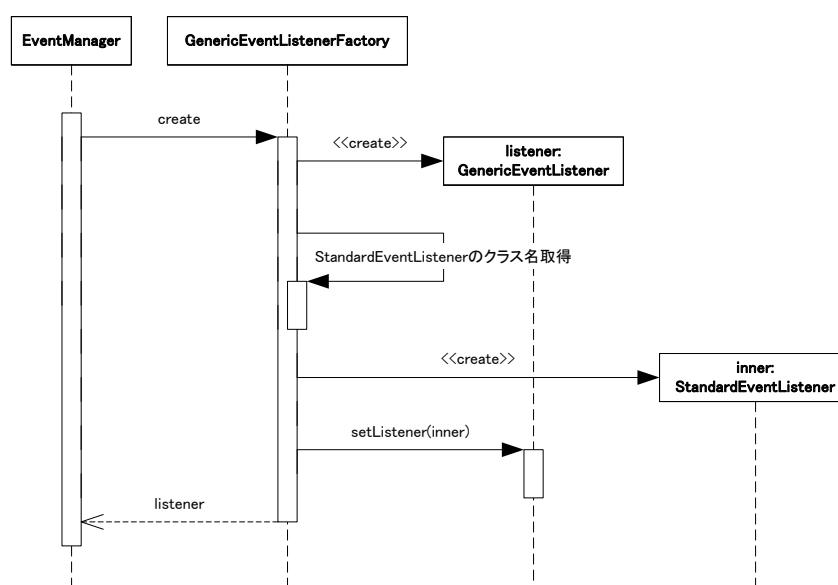 EventManager
GenericEventListenerFactory
create
<<create>>
listener:
GenericEventListener
StandardEventListenerのクラス名取得
<<create>>
inner:
StandardEventListener
setListener(inner)
listener